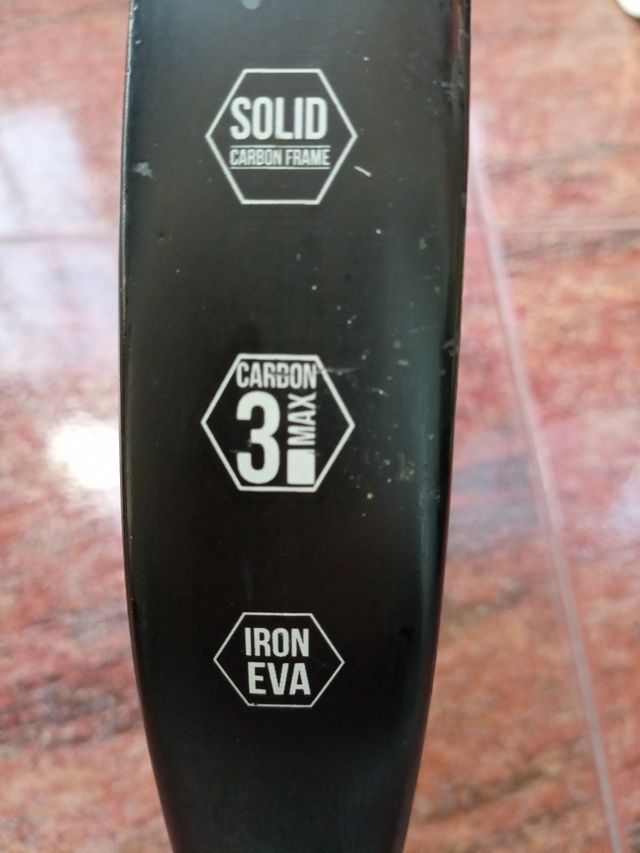 SOLID
CARBON FRAME
CARBON
3 MAX
IRON
EVA